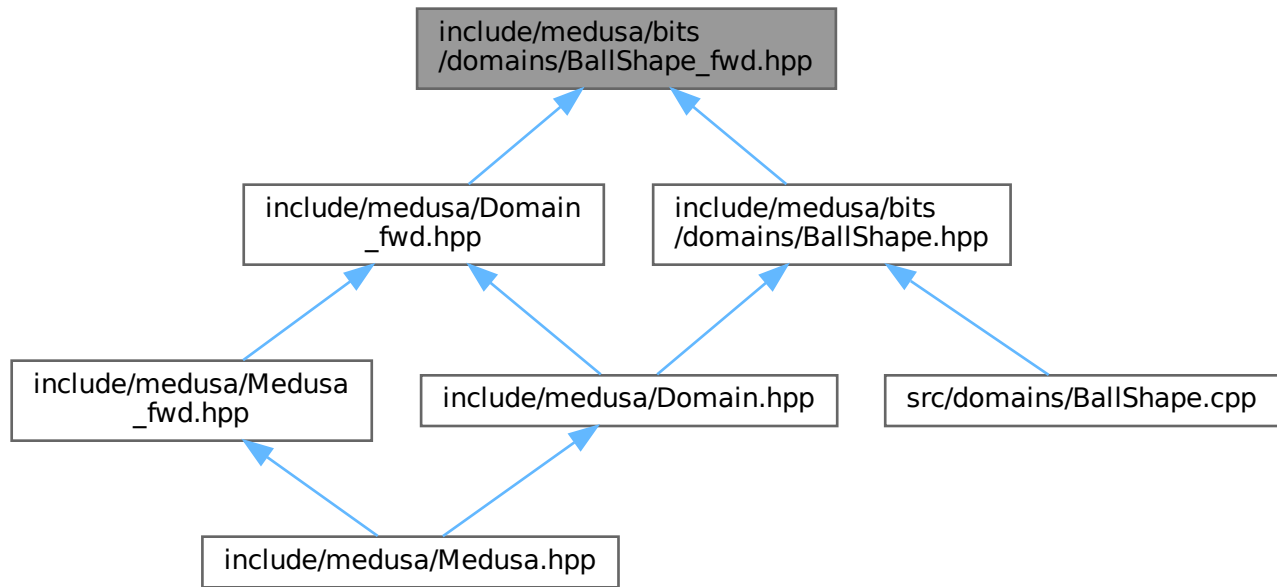 include/medusa/bits
/domains/BallShape_fwd.hpp
include/medusa/Domain
_fwd.hpp
include/medusa/bits
/domains/BallShape.hpp
include/medusa/Medusa
_fwd.hpp
include/medusa/Domain.hpp
src/domains/BallShape.cpp
include/medusa/Medusa.hpp